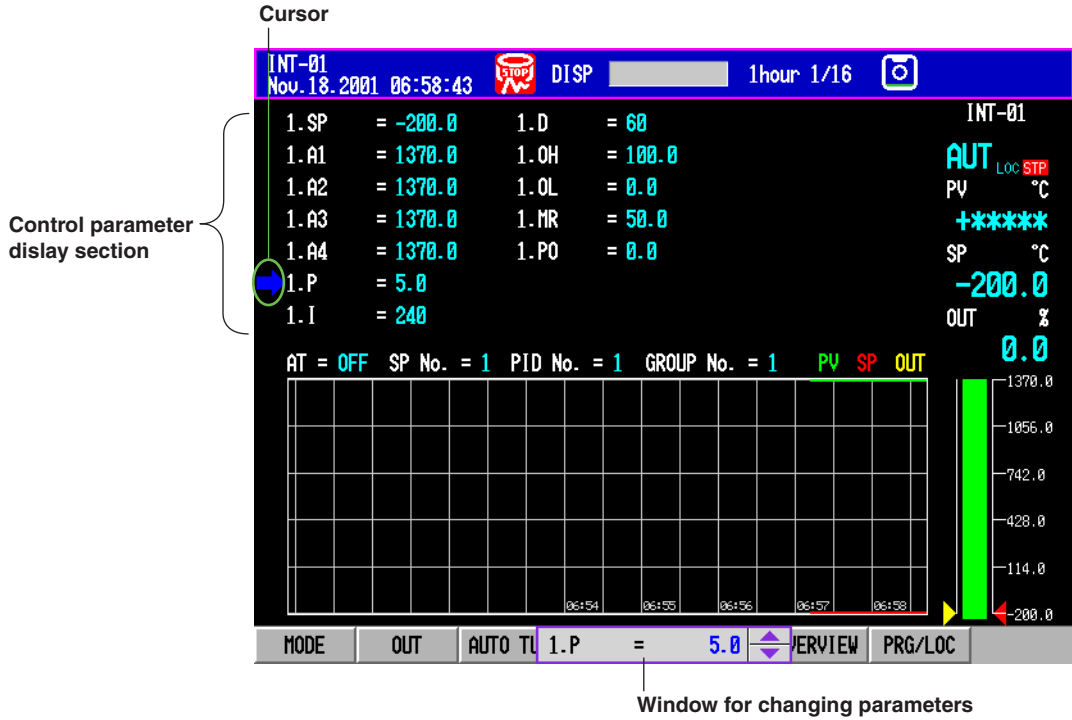 Cursor
INT-01
Nov.18.2001 06:58:43
STOP
DISP
1hour 1/16
Control parameter
dislay section
1.SP = -200.0
1.A1 = 1370.0
1.A2 = 1370.0
1.A3 = 1370.0
1.A4 = 1370.0
1.P = 5.0
1.I = 240
1.D = 60
1.OH = 100.0
1.OL = 0.0
1.MR = 50.0
1.PO = 0.0
INT-01
AUT LOC STP
PV °C
+*****
SP °C
-200.0
OUT %
0.0
AT = OFF SP No. = 1 PID No. = 1 GROUP No. = 1 PV SP OUT
1370.0
1056.0
742.0
428.0
114.0
-200.0
06:54 06:55 06:56 06:57 06:58
MODE OUT AUTO TU 1.P = 5.0 VERVIEW PRG/LOC
Window for changing parameters